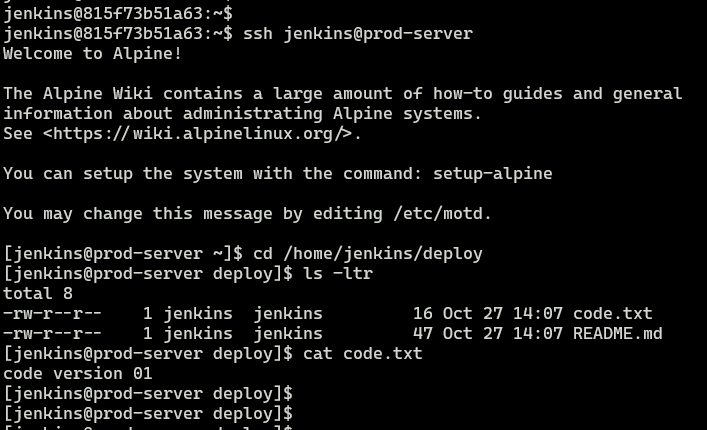 jenkins@815f73b51a63:~$
jenkins@815f73b51a63:~$ ssh jenkins@prod-server
Welcome to Alpine!
The Alpine Wiki contains a large amount of how-to guides and general
information about administrating Alpine systems.
See <https://wiki.alpinelinux.org/>.
You can setup the system with the command: setup-alpine
You may change this message by editing /etc/motd.
[jenkins@prod-server ~]$ cd /home/jenkins/deploy
[jenkins@prod-server deploy]$ ls -ltr
total 8
-rw-r--r-- 1 jenkins jenkins 16 Oct 27 14:07 code.txt
-rw-r--r-- 1 jenkins jenkins 47 Oct 27 14:07 README.md
[jenkins@prod-server deploy]$ cat code.txt
code version 01
[jenkins@prod-server deploy]$
[jenkins@prod-server deploy]$
[jenkins@prod-server deploy]$